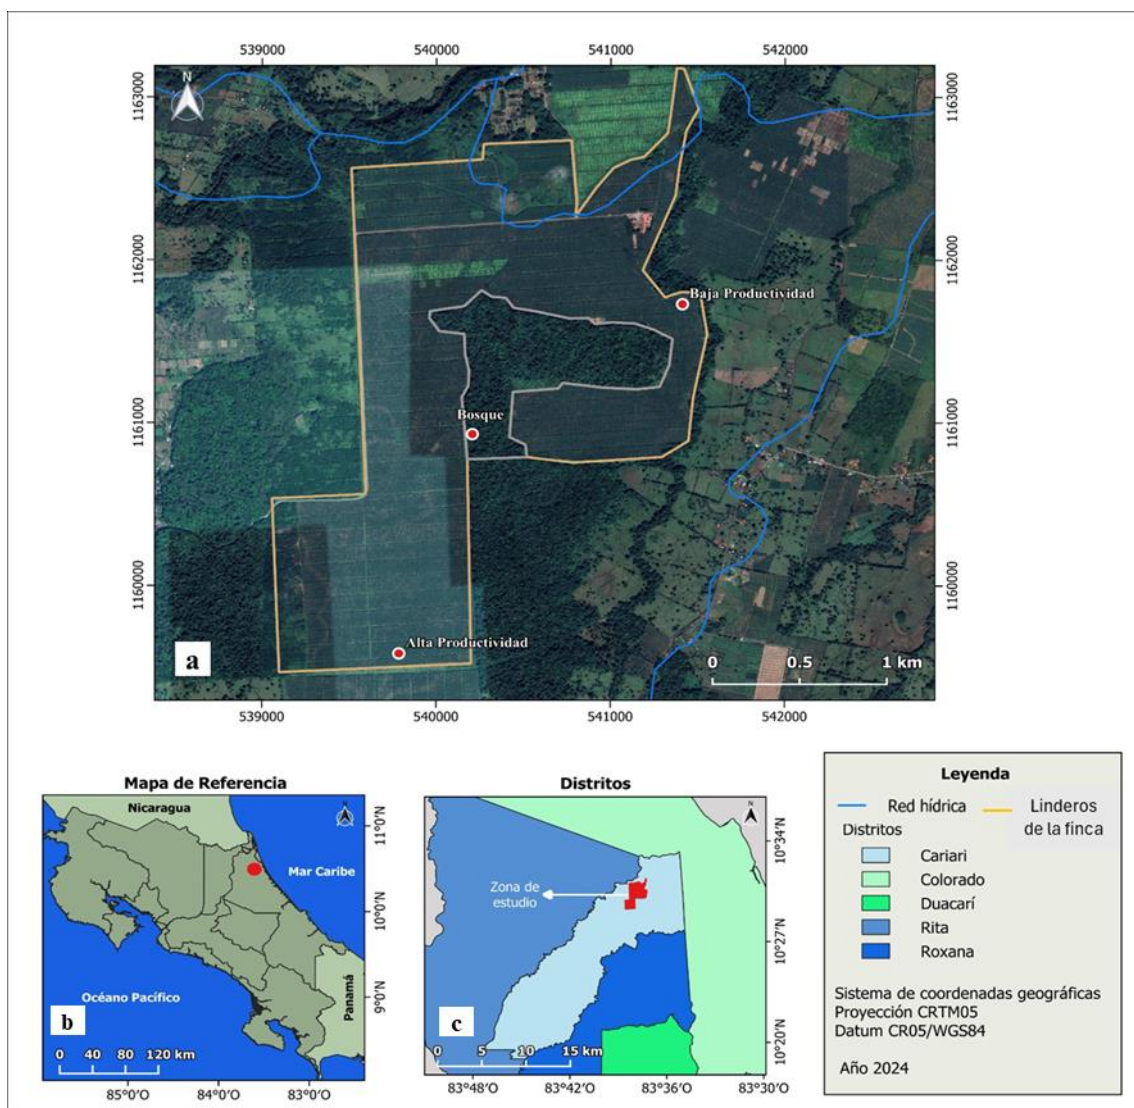 539000 540000 541000 542000
N
1163000 1163000
1162000 1162000
Baja Productividad
1161000 1161000
Bosque
1160000 1160000
Alta Productividad
a
0 0.5 1 km
539000 540000 541000 542000
Mapa de Referencia
N
Nicaragua
Mar Caribe
Océano Pacífico
Panamá
b
0 40 80 120 km
11°0'N
10°0'N
9°0'N
85°0'O 84°0'O 83°0'O
Distritos
N
Zona de
estudio
c
0 5 10 15 km
10°34'N
10°27'N
10°20'N
83°48'O 83°42'O 83°36'O 83°30'O
Leyenda
Red hídrica
Linderos
de la finca
Distritos
Cariari
Colorado
Duacarí
Rita
Roxana
Sistema de coordenadas geográficas
Proyección CRTM05
Datum CR05/WGS84
Año 2024